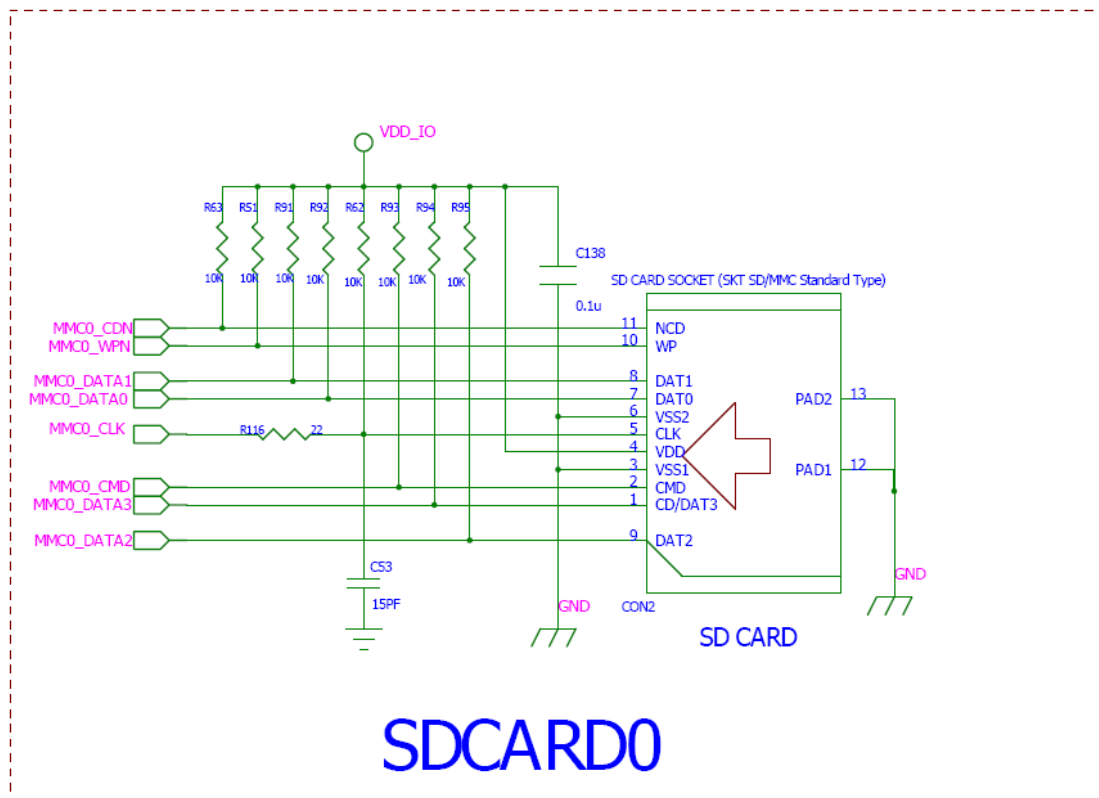 VDD_IO
R63 R51 R91 R92 R62 R93 R94 R95
10K 10K 10K 10K 10K 10K 10K 10K
C138
0.1u
SD CARD SOCKET (SKT SD/MMC Standard Type)
MMC0_CDN 11 NCD
MMC0_WPN 10 WP
MMC0_DATA1 8 DAT1
MMC0_DATA0 7 DAT0 PAD2 13
6 VSS2
MMC0_CLK R116 22 5 CLK
4 VDD
3 VSS1 PAD1 12
MMC0_CMD 2 CMD
MMC0_DATA3 1 CD/DAT3
MMC0_DATA2 9 DAT2
C53
15PF
GND
CON2
GND
SD CARD
SDCARD0